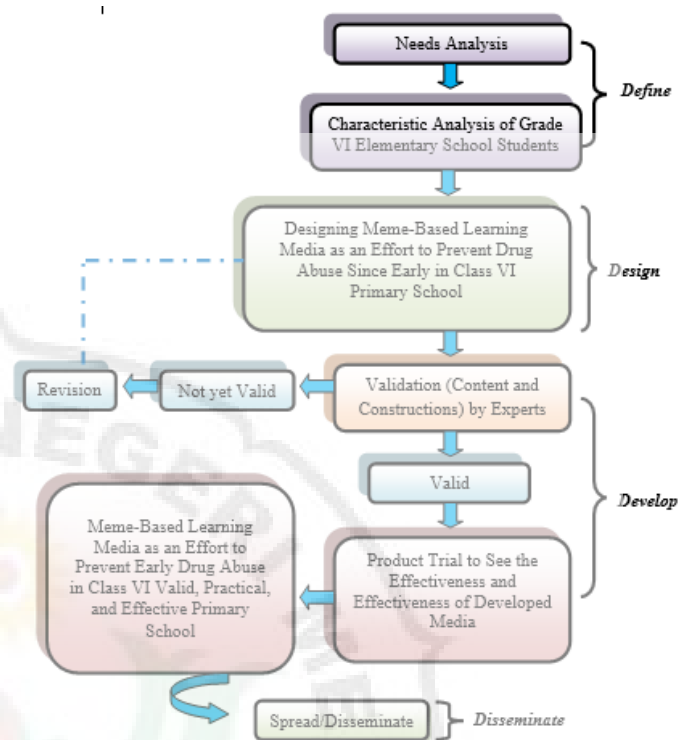 Needs Analysis
Define
Characteristic Analysis of Grade
VI Elementary School Students
Designing Meme-Based Learning
Media as an Effort to Prevent Drug
Abuse Since Early in Class VI
Primary School
Design
Revision
Not yet Valid
Validation (Content and
Constructions) by Experts
Valid
Develop
Meme-Based Learning
Media as an Effort to
Prevent Early Drug Abuse
in Class VI Valid, Practical,
and Effective Primary
School
Product Trial to See the
Effectiveness and
Effectiveness of Developed
Media
Spread/Disseminate
Disseminate
NEGERI ME